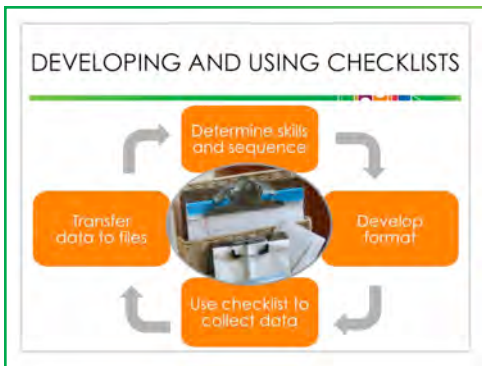 DEVELOPING AND USING CHECKLISTS
Determine skills
and sequence
Develop
format
Use checklist to
collect data
Transfer
data to files